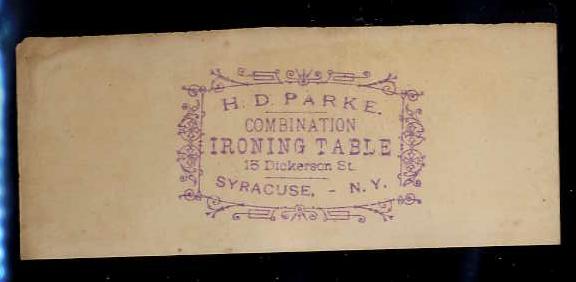 H. D. PARKE.
COMBINATION
IRONING TABLE
15 Dickerson St.
SYRACUSE, - N. Y.